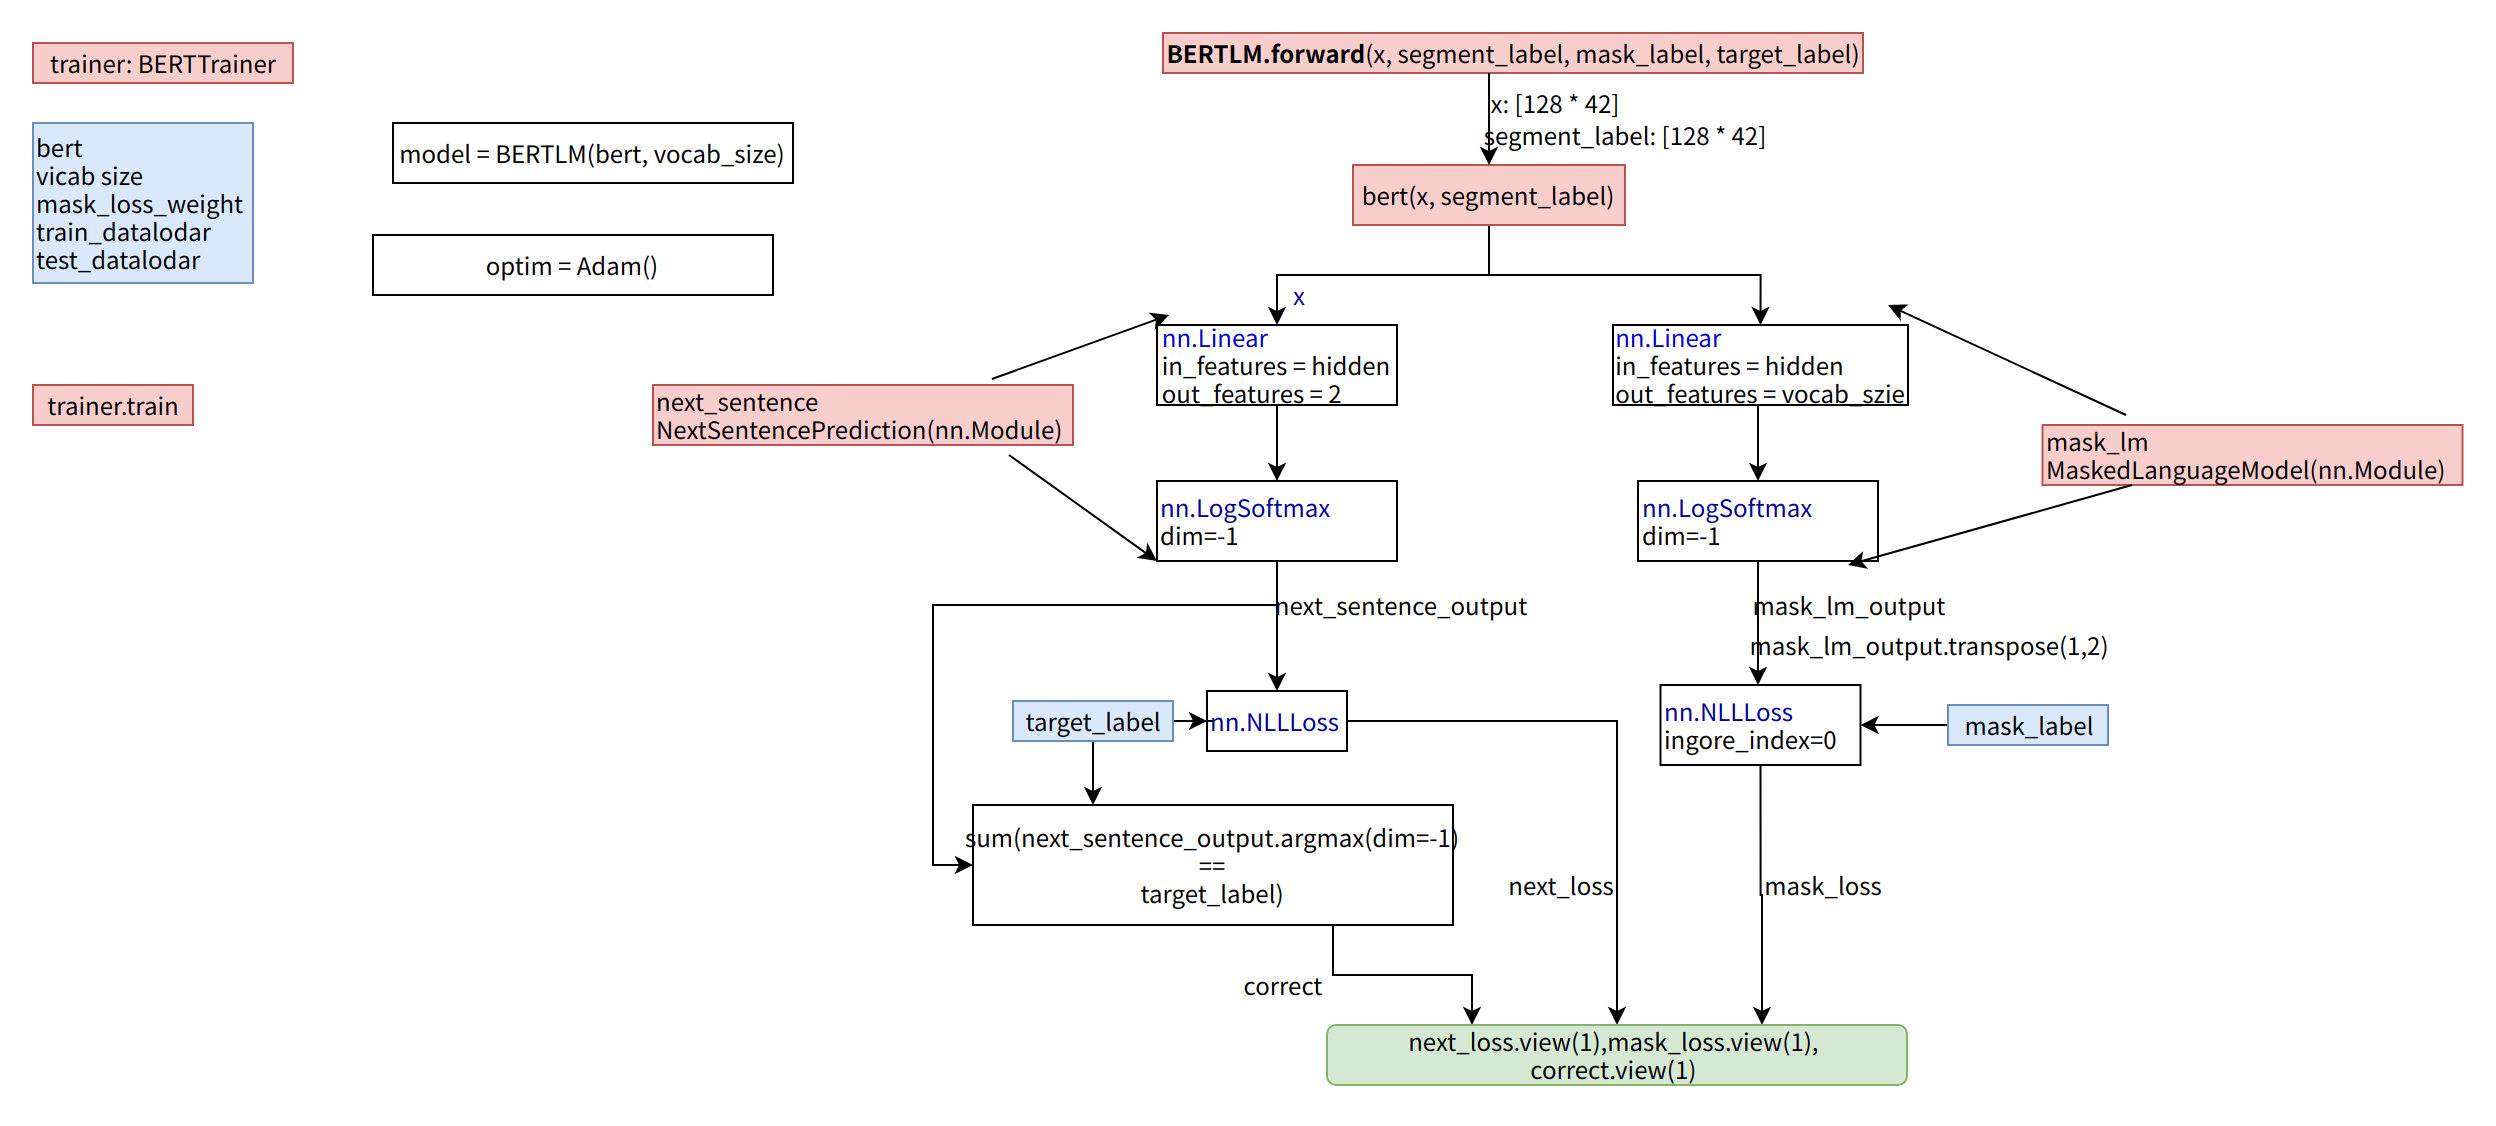 trainer: BERTTrainer
bert
vicab size
mask_loss_weight
train_datalodar
test_datalodar
model = BERTLM(bert, vocab_size)
optim = Adam()
trainer.train
BERTLM.forward(x, segment_label, mask_label, target_label)
x: [128 * 42]
segment_label: [128 * 42]
bert(x, segment_label)
x
nn.Linear
in_features = hidden
out_features = 2
nn.Linear
in_features = hidden
out_features = vocab_szie
next_sentence
NextSentencePrediction(nn.Module)
mask_lm
MaskedLanguageModel(nn.Module)
nn.LogSoftmax
dim=-1
nn.LogSoftmax
dim=-1
next_sentence_output
mask_lm_output
mask_lm_output.transpose(1,2)
target_label
nn.NLLLoss
nn.NLLLoss
ingore_index=0
mask_label
sum(next_sentence_output.argmax(dim=-1)
==
target_label)
next_loss
mask_loss
correct
next_loss.view(1),mask_loss.view(1),
correct.view(1)